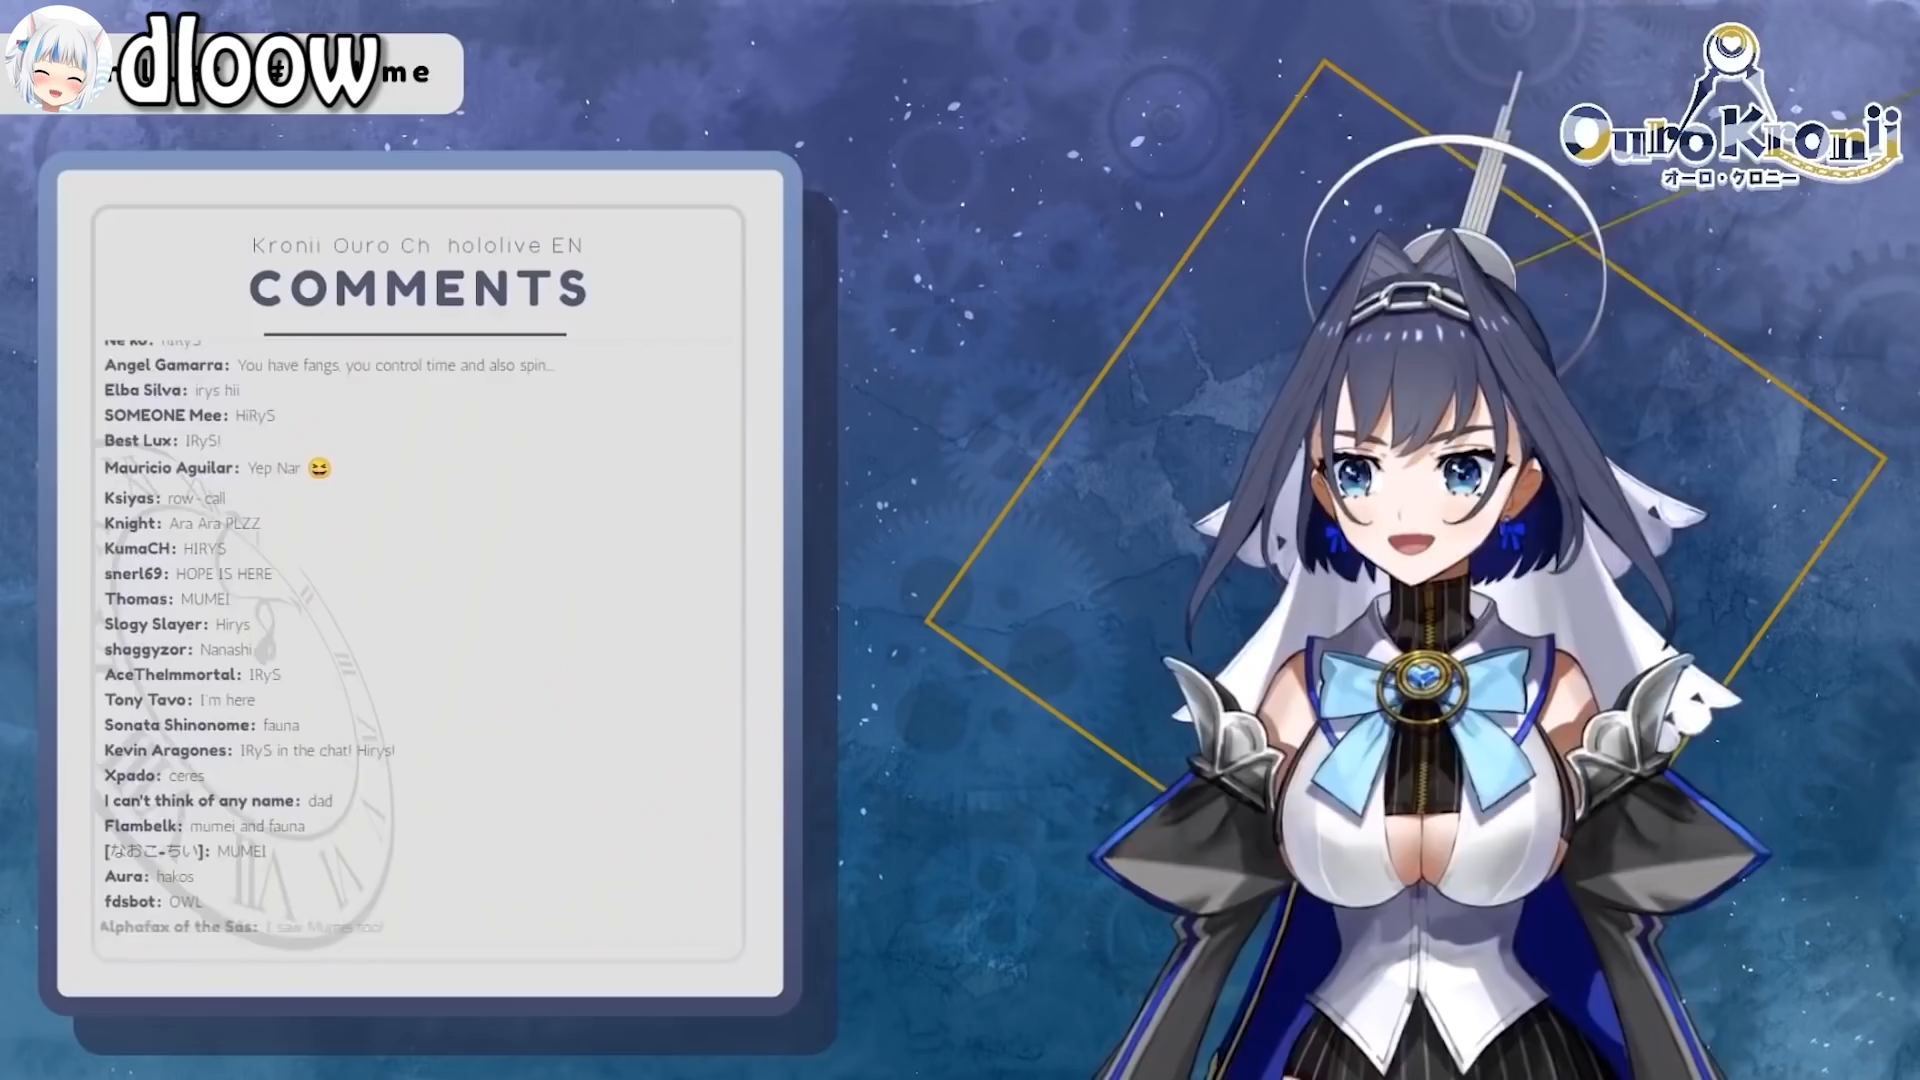 dloow
me
Ouro Kronii
オーロ・クロニー
Kronii Ouro Ch hololive EN
COMMENTS
Angel Gamarra: You have fangs, you control time and also spin...
Elba Silva: irys hii
SOMEONE Mee: HiRyS
Best Lux: IRyS!
Mauricio Aguilar: Yep Nar 😆
Ksiyas: row - call
Knight: Ara Ara PLZZ
KumaCH: HIRYS
snerl69: HOPE IS HERE
Thomas: MUMEI
Slogy Slayer: Hirys
shaggyzor: Nanashi
AceTheImmortal: IRyS
Tony Tavo: I'm here
Sonata Shinonome: fauna
Kevin Aragones: IRyS in the chat! Hirys!
Xpado: ceres
I can't think of any name: dad
Flambelk: mumei and fauna
[なおこ-ちい]: MUMEI
Aura: hakos
fdsbot: OWL
Alphafax of the Sas: I saw Mumei too!